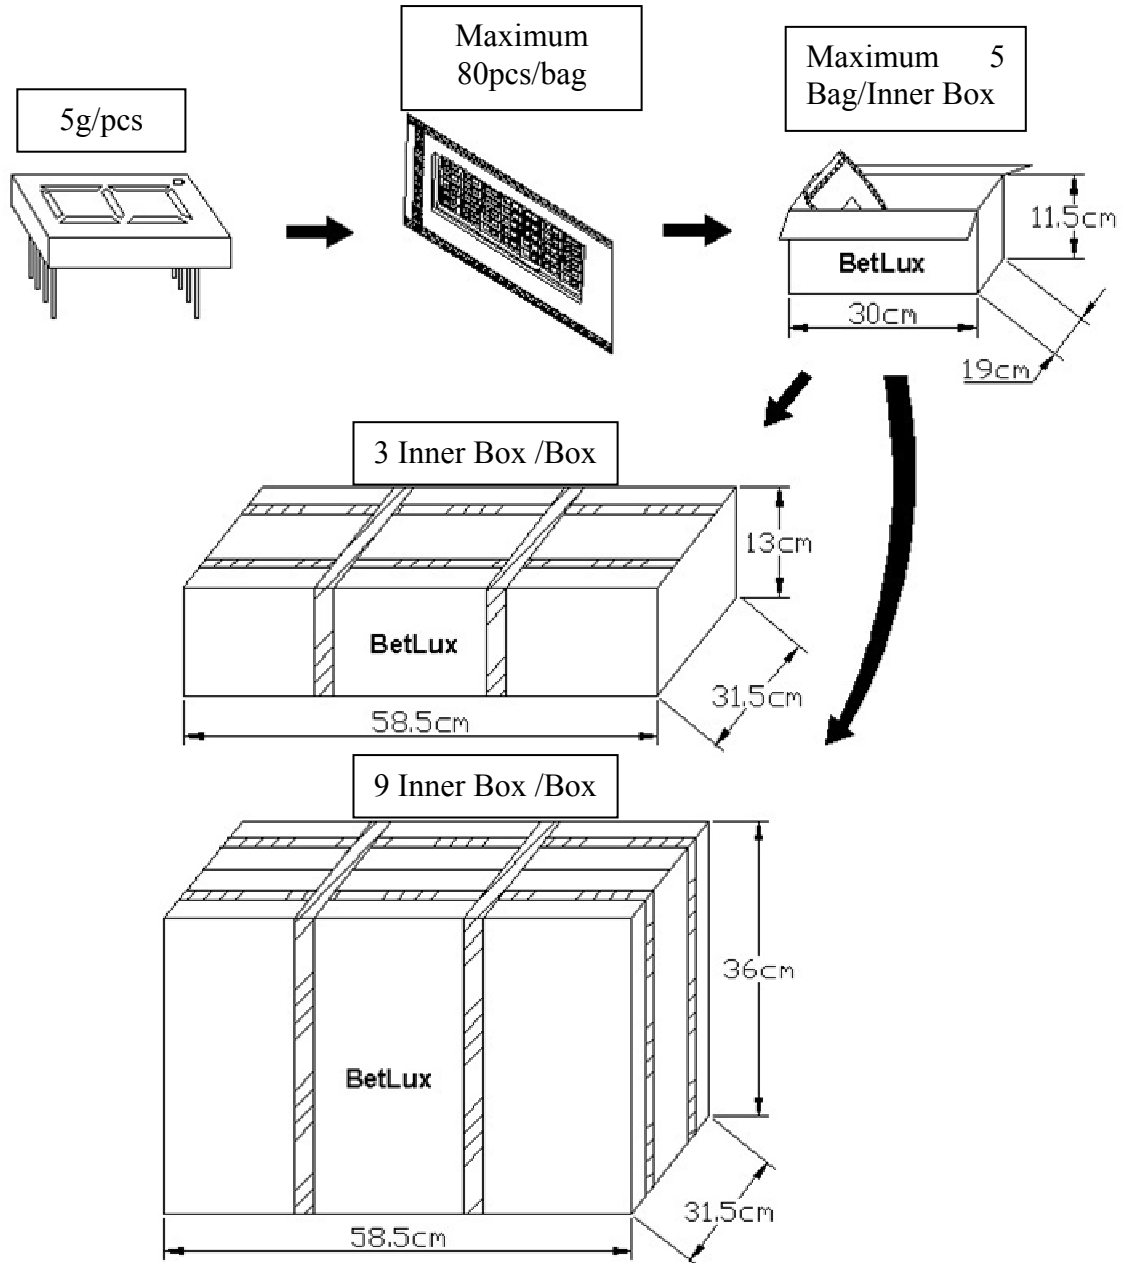 5g/pcs
Maximum
80pcs/bag
Maximum 5
Bag/Inner Box
BetLux
11.5cm
30cm
19cm
3 Inner Box /Box
BetLux
13cm
31.5cm
58.5cm
9 Inner Box /Box
BetLux
36cm
31.5cm
58.5cm